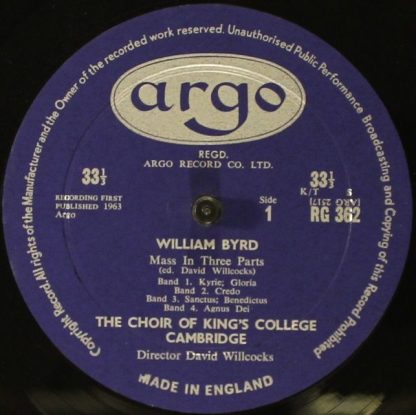 Copyright Record All rights of the Manufacturer and the Owner of the recorded work reserved. Unauthorised Public Performance Broadcasting and Copying of this Record Prohibited
argo
REGD.
ARGO RECORD CO. LTD.
33⅓
33⅓
K/T S
(ARG 2517)
RECORDING FIRST
PUBLISHED 1963
Argo
Side
1
RG 362
WILLIAM BYRD
Mass In Three Parts
(ed. David Willcocks)
Band 1. Kyrie; Gloria
Band 2. Credo
Band 3. Sanctus; Benedictus
Band 4. Agnus Dei
THE CHOIR OF KING'S COLLEGE
CAMBRIDGE
Director David Willcocks
MADE IN ENGLAND